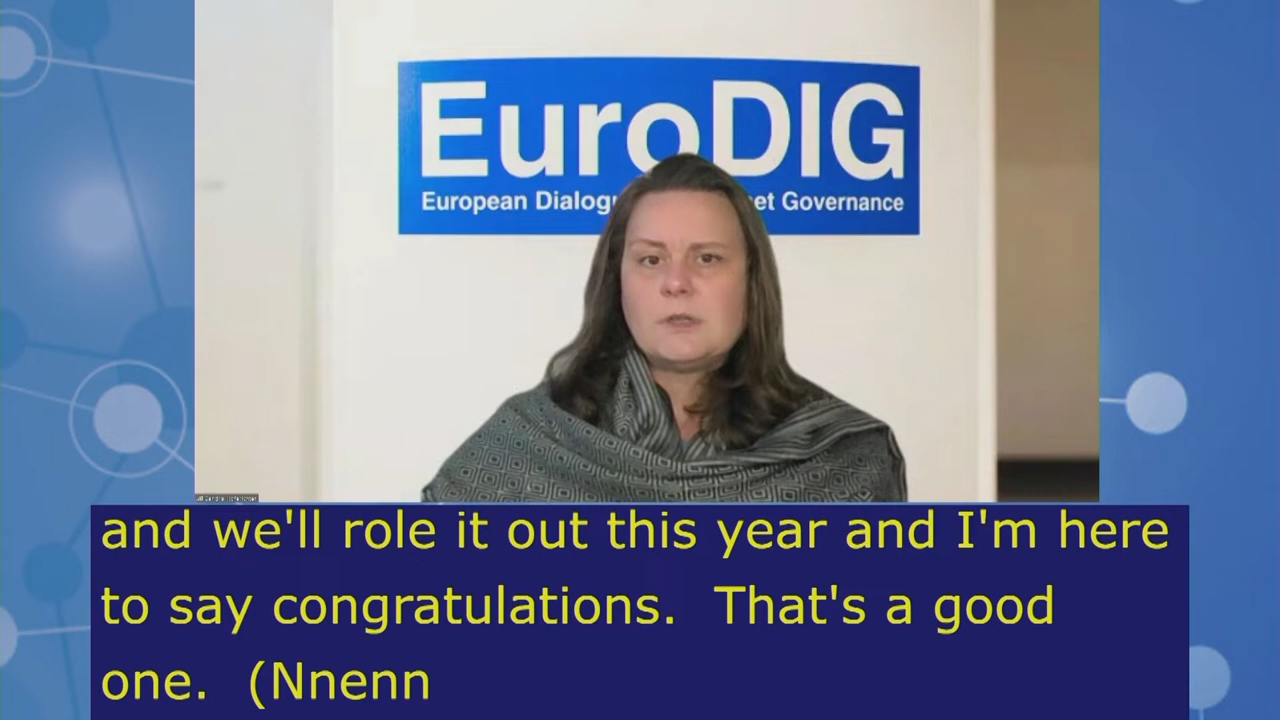 EuroDIG
European Dialogu et Governance
and we'll role it out this year and I'm here
to say congratulations.  That's a good
one.  (Nnenn